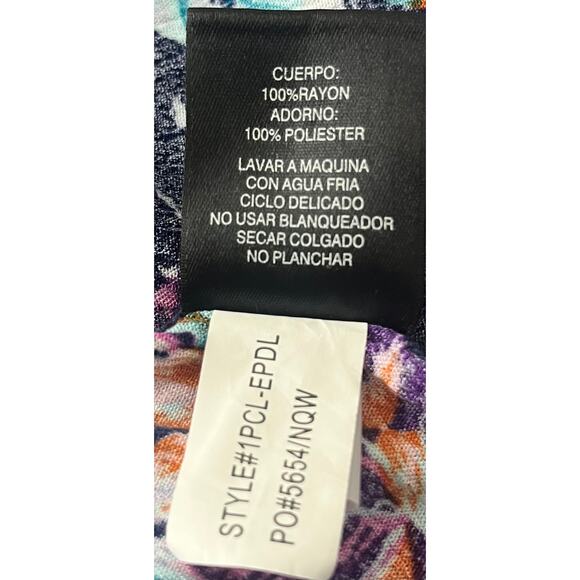 CUERPO:
100%RAYON
ADORNO:
100% POLIESTER
LAVAR A MAQUINA
CON AGUA FRIA
CICLO DELICADO
NO USAR BLANQUEADOR
SECAR COLGADO
NO PLANCHAR
STYLE#1PCL-EPDL
PO#5654/NQW